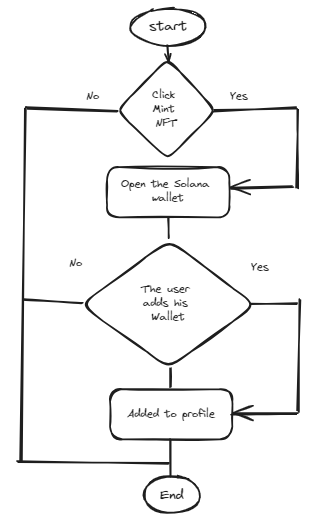 start
No
Yes
Click
Mint
NFT
Open the Solana
wallet
No
Yes
The user
adds his
Wallet
Added to profile
End